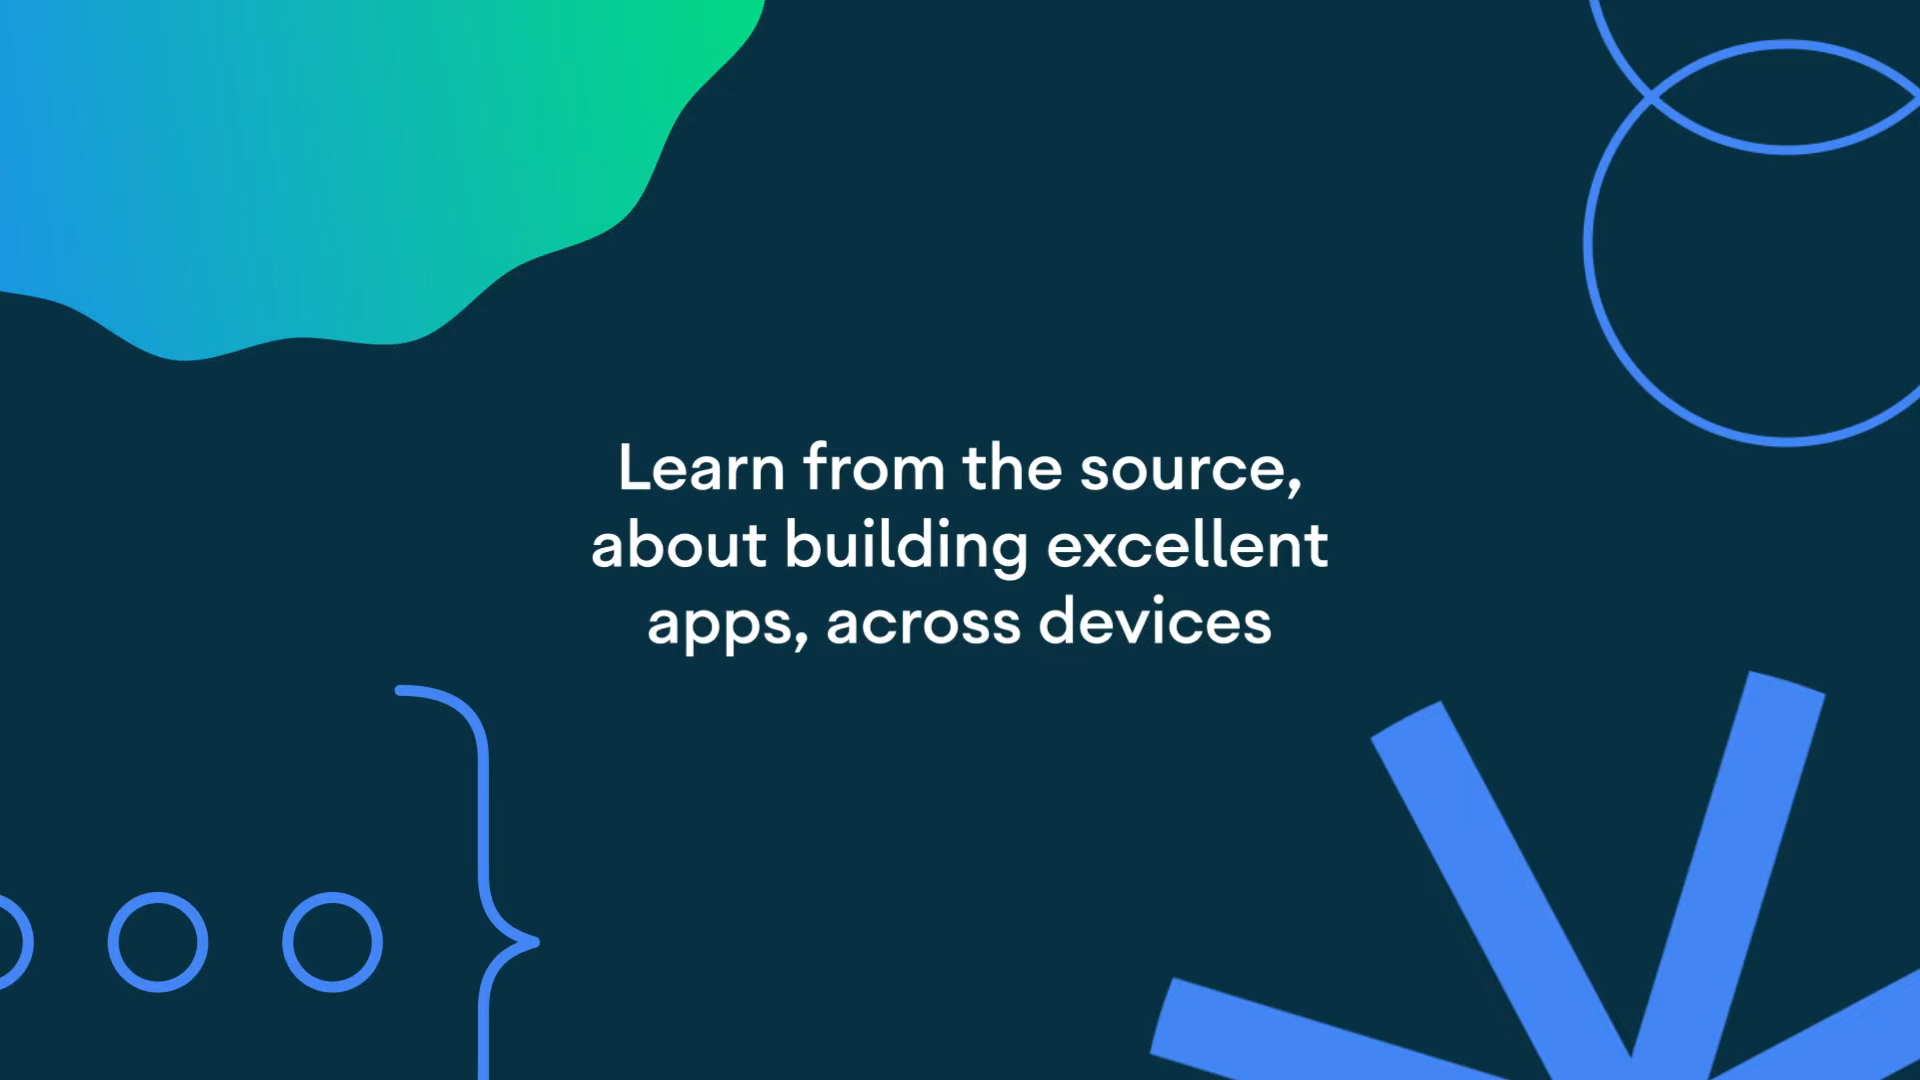 Learn from the source,
about building excellent
apps, across devices